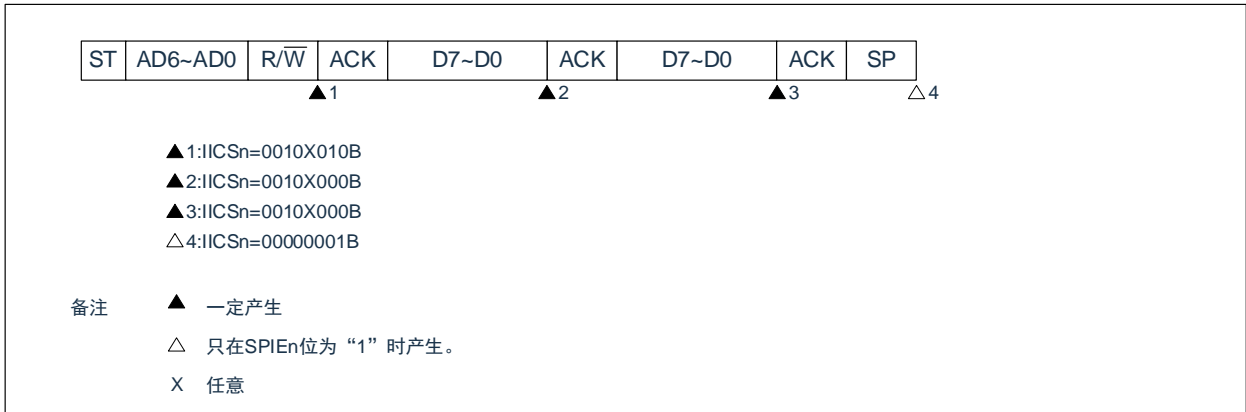 ST AD6~AD0 R/W̅ ACK D7~D0 ACK D7~D0 ACK SP
▲1 ▲2 ▲3 △4
▲1:IICSn=0010X010B
▲2:IICSn=0010X000B
▲3:IICSn=0010X000B
△4:IICSn=00000001B
备注 ▲ 一定产生
△ 只在SPIEn位为“1”时产生。
X 任意